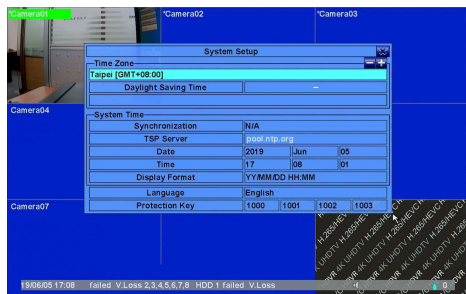 *Camera01
*Camera02
*Camera03
System Setup
Time Zone
Taipei [GMT+08:00]
Daylight Saving Time –
Camera04
System Time
Synchronization N/A
TSP Server pool.ntp.org
Date 2019 Jun 05
Time 17 08 01
Display Format YY/MM/DD HH:MM
Language English
Protection Key 1000 1001 1002 1003
Camera07
19/06/05 17:08 failed V.Loss 2,3,4,5,6,7,8 HDD 1 failed V.Loss 0